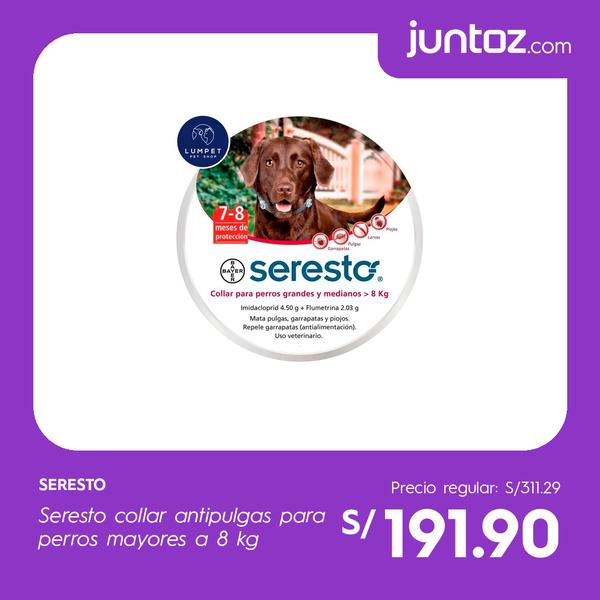 juntoz.com
LUMPET
PET SHOP
7-8
meses de
protección
Piojos
Larvas
Pulgas
Garrapatas
BAYER
BAYER
seresto®
Collar para perros grandes y medianos > 8 Kg
Imidacloprid 4.50 g + Flumetrina 2.03 g
Mata pulgas, garrapatas y piojos.
Repele garrapatas (antialimentación).
Uso veterinario.
SERESTO
Seresto collar antipulgas para
perros mayores a 8 kg
Precio regular: S/311.29
S/191.90